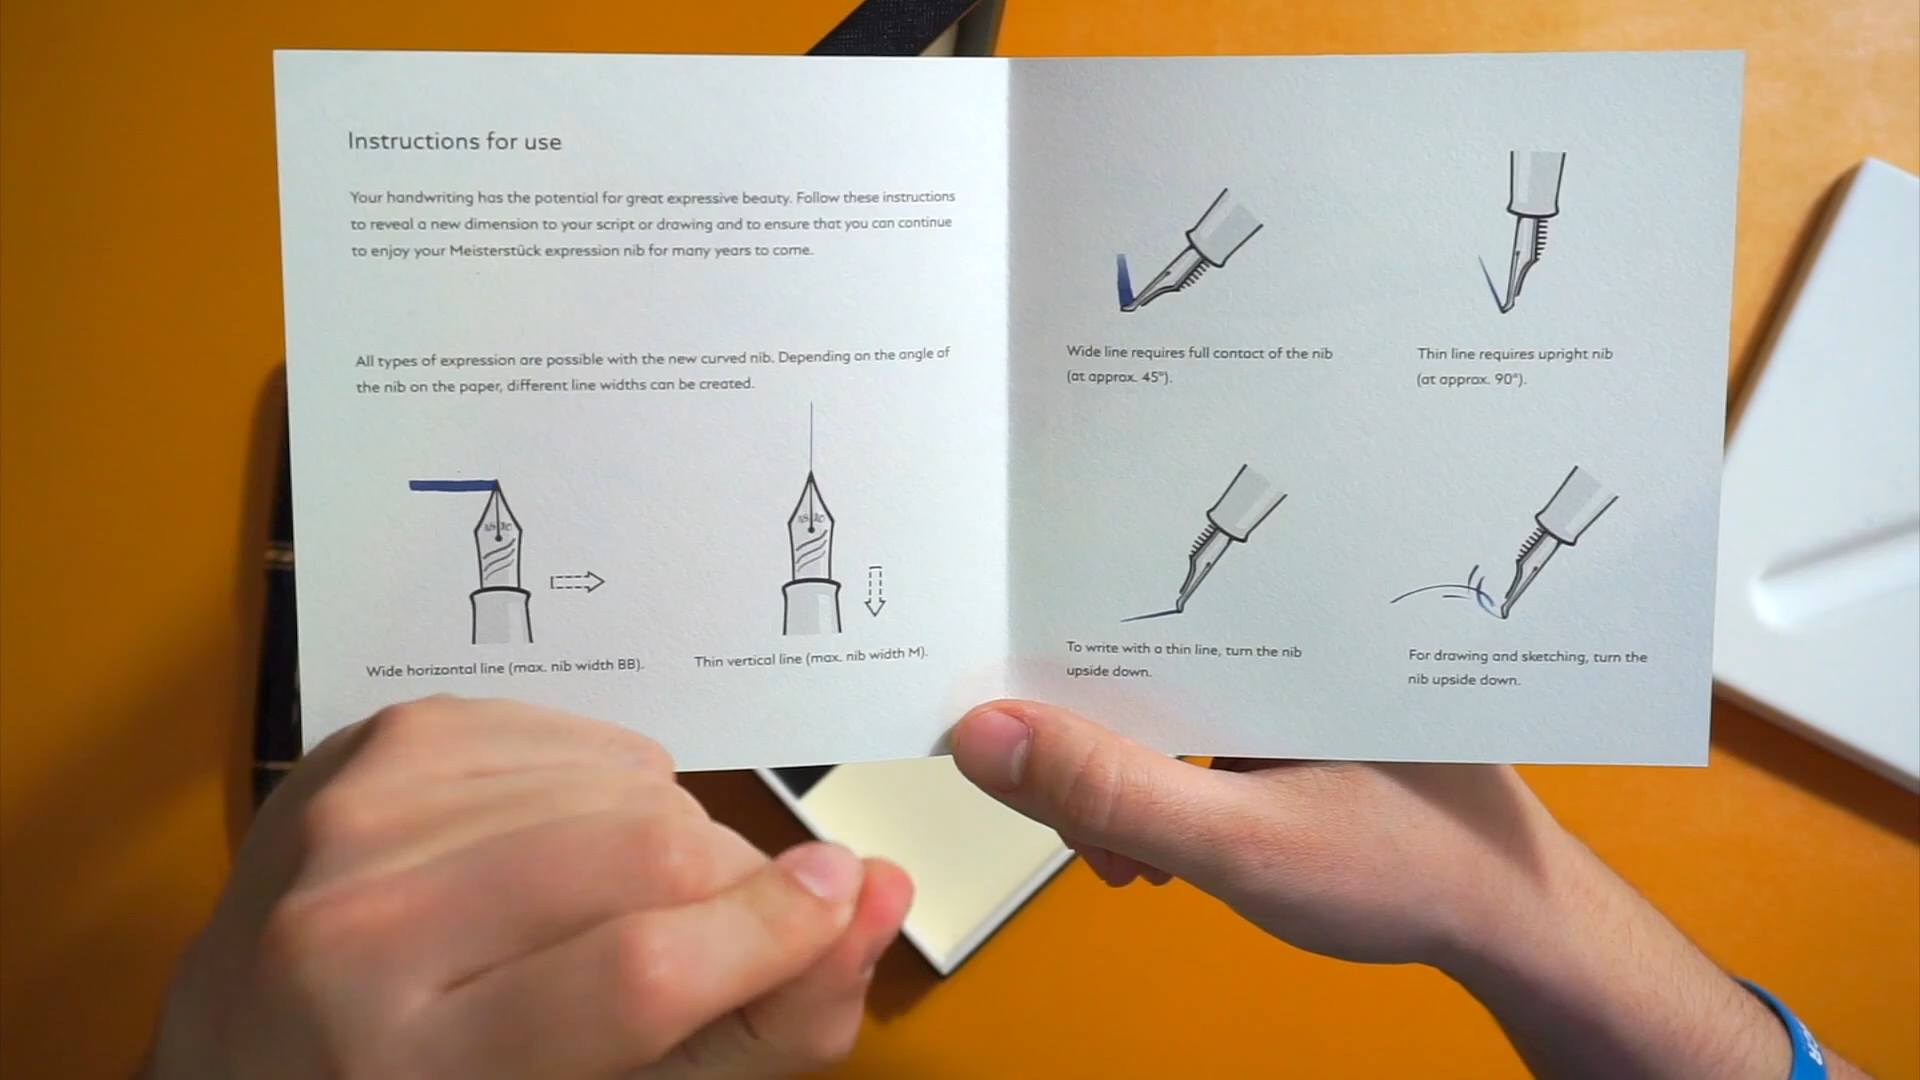 Instructions for use
Your handwriting has the potential for great expressive beauty. Follow these instructions
to reveal a new dimension to your script or drawing and to ensure that you can continue
to enjoy your Meisterstück expression nib for many years to come.
All types of expression are possible with the new curved nib. Depending on the angle of
the nib on the paper, different line widths can be created.
Wide horizontal line (max. nib width BB).
Thin vertical line (max. nib width M).
Wide line requires full contact of the nib
(at approx. 45°).
Thin line requires upright nib
(at approx. 90°).
To write with a thin line, turn the nib
upside down.
For drawing and sketching, turn the
nib upside down.